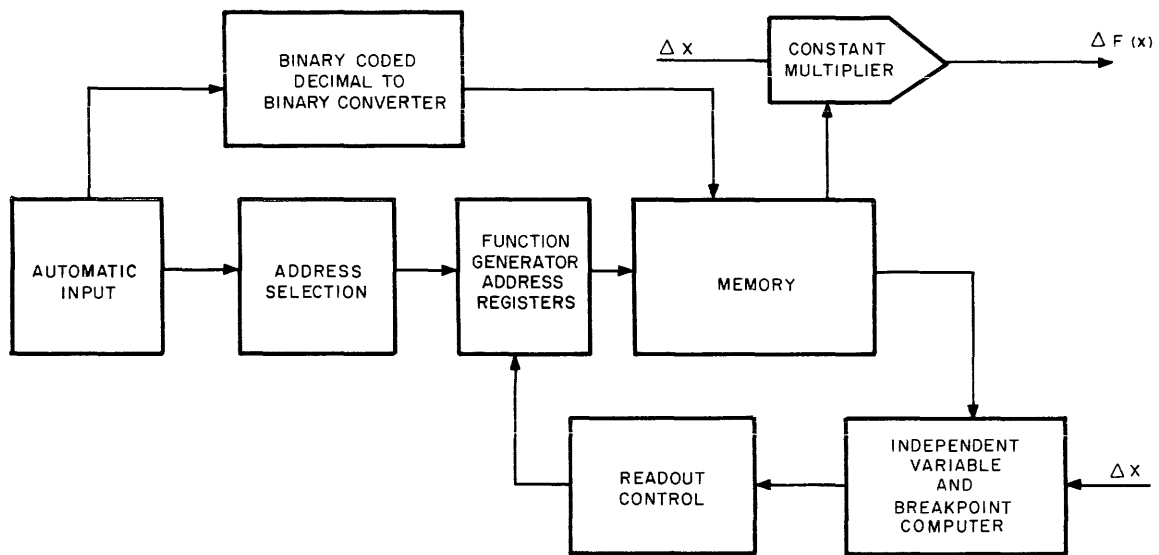 BINARY CODED
DECIMAL TO
BINARY CONVERTER
Δ X
CONSTANT
MULTIPLIER
Δ F (X)
AUTOMATIC
INPUT
ADDRESS
SELECTION
FUNCTION
GENERATOR
ADDRESS
REGISTERS
MEMORY
READOUT
CONTROL
INDEPENDENT
VARIABLE
AND
BREAKPOINT
COMPUTER
Δ X